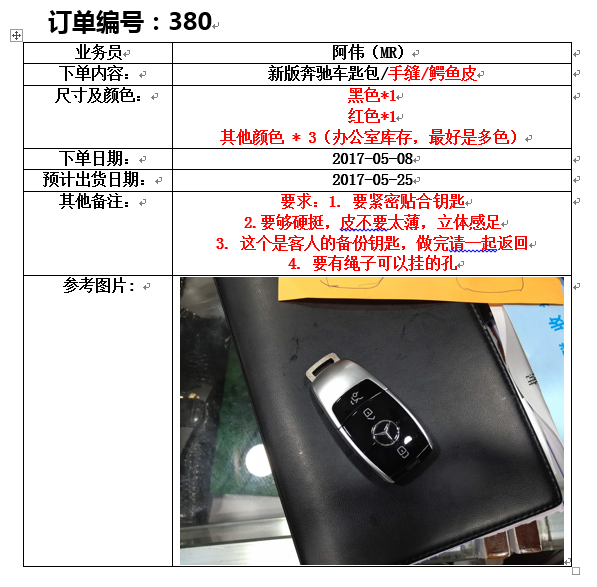 订单编号：380
业务员 阿伟（MR）
下单内容： 新版奔驰车匙包/手缝/鳄鱼皮
尺寸及颜色： 黑色*1
红色*1
其他颜色 * 3（办公室库存，最好是多色）
下单日期： 2017-05-08
预计出货日期： 2017-05-25
其他备注： 要求：1. 要紧密贴合钥匙
2.要够硬挺，皮不要太薄，立体感足
3. 这个是客人的备份钥匙，做完请一起返回
4. 要有绳子可以挂的孔
参考图片：